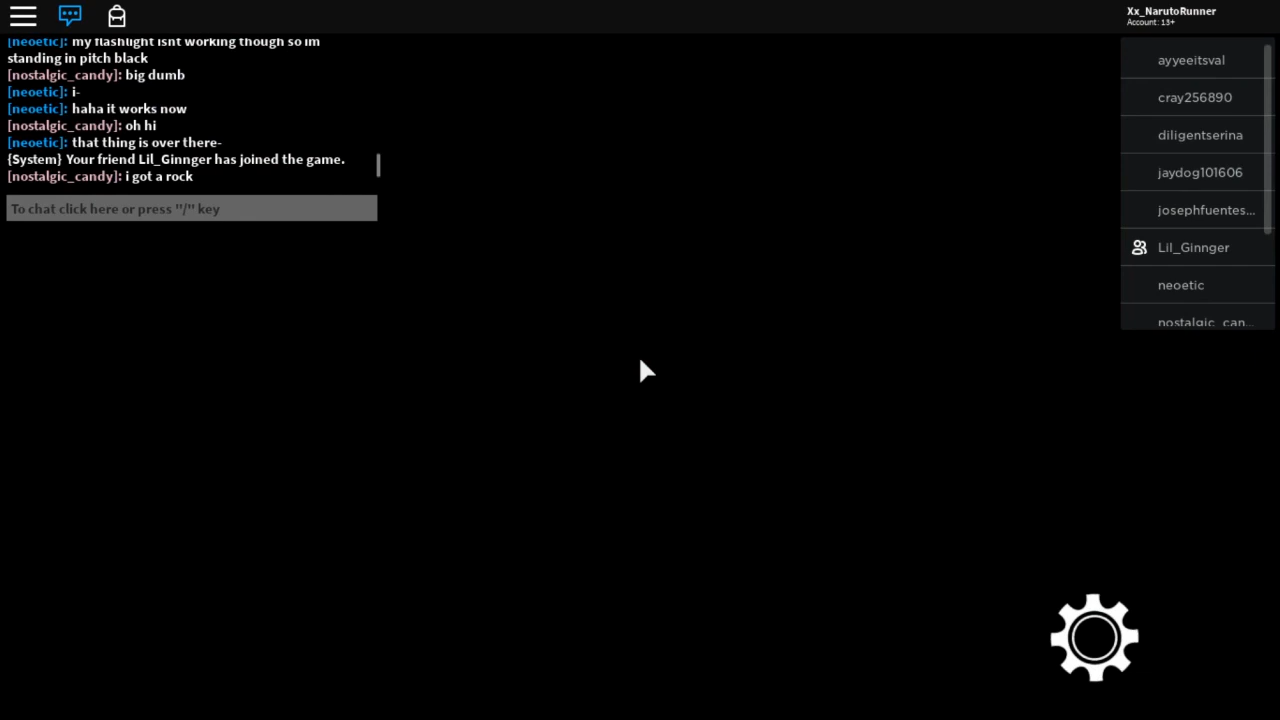 Xx_NarutoRunner
Account: 13+
[neoetic]: my flashlight isnt working though so im
standing in pitch black
[nostalgic_candy]: big dumb
[neoetic]: i-
[neoetic]: haha it works now
[nostalgic_candy]: oh hi
[neoetic]: that thing is over there-
{System} Your friend Lil_Ginnger has joined the game.
[nostalgic_candy]: i got a rock
To chat click here or press "/" key
ayyeeitsval
cray256890
diligentserina
jaydog101606
josephfuentes...
Lil_Ginnger
neoetic
nostalgic_can...